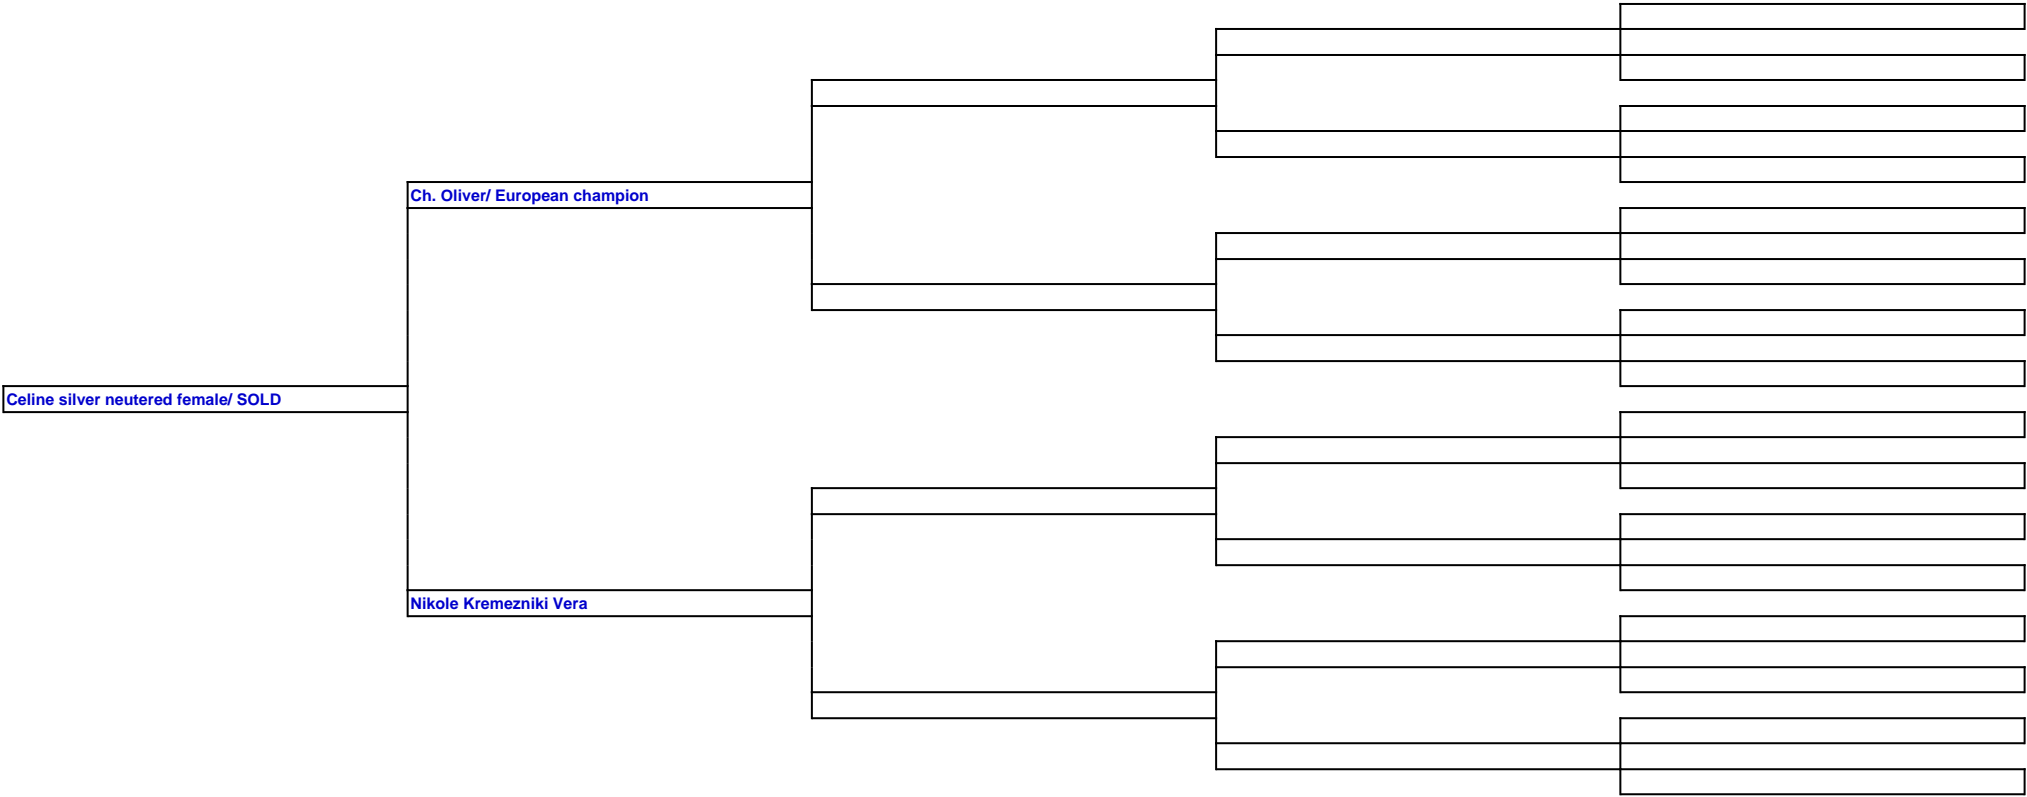 Ch. Oliver/ European champion
Celine silver neutered female/ SOLD
Nikole Kremezniki Vera